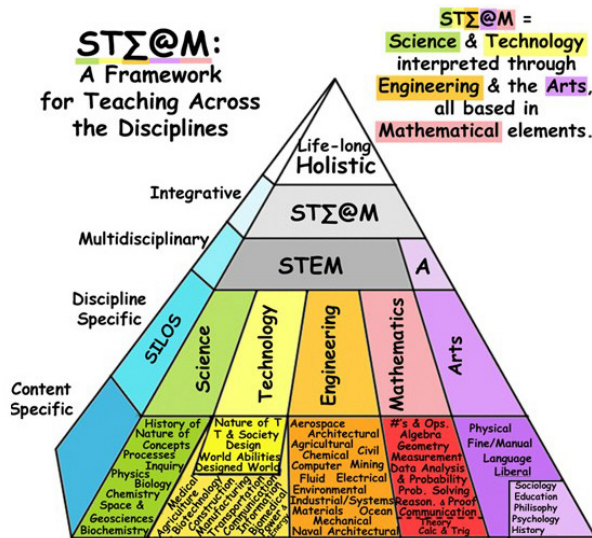 STΣ@M:
A Framework
for Teaching Across
the Disciplines
STΣ@M =
Science & Technology
interpreted through
Engineering & the Arts,
all based in
Mathematical elements.
Life-long
Holistic
Integrative
STΣ@M
Multidisciplinary
STEM
A
Discipline
Specific
SILOS
Science
Technology
Engineering
Mathematics
Arts
Content
Specific
History of
Nature of
Concepts
Processes
Inquiry
Physics
Biology
Chemistry
Space &
Geosciences
Biochemistry
Nature of T
T & Society
Design
World Abilities
Designed World
Medical
Agriculture
Biotechnology
Construction
Manufacturing
Transportation
Communication
Information
Biomedical
Power &
Energy
Aerospace
Architectural
Agricultural
Civil
Chemical
Computer Mining
Fluid Electrical
Environmental
Industrial/Systems
Materials Ocean
Mechanical
Naval Architectural
#'s & Ops.
Algebra
Geometry
Measurement
Data Analysis
& Probability
Prob. Solving
Reason. & Proof
Communication
Theory
Calc & Trig
Physical
Fine/Manual
Language
Liberal
Sociology
Education
Philisophy
Psychology
History